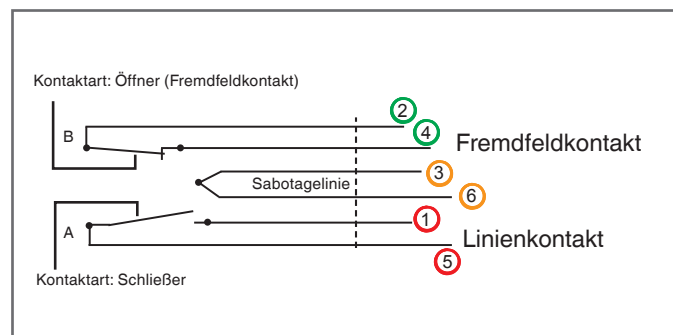 Kontaktart: Öffner (Fremdfeldkontakt)
2
B
4
Fremdfeldkontakt
3
Sabotagelinie
6
1
A
Linienkontakt
5
Kontaktart: Schließer